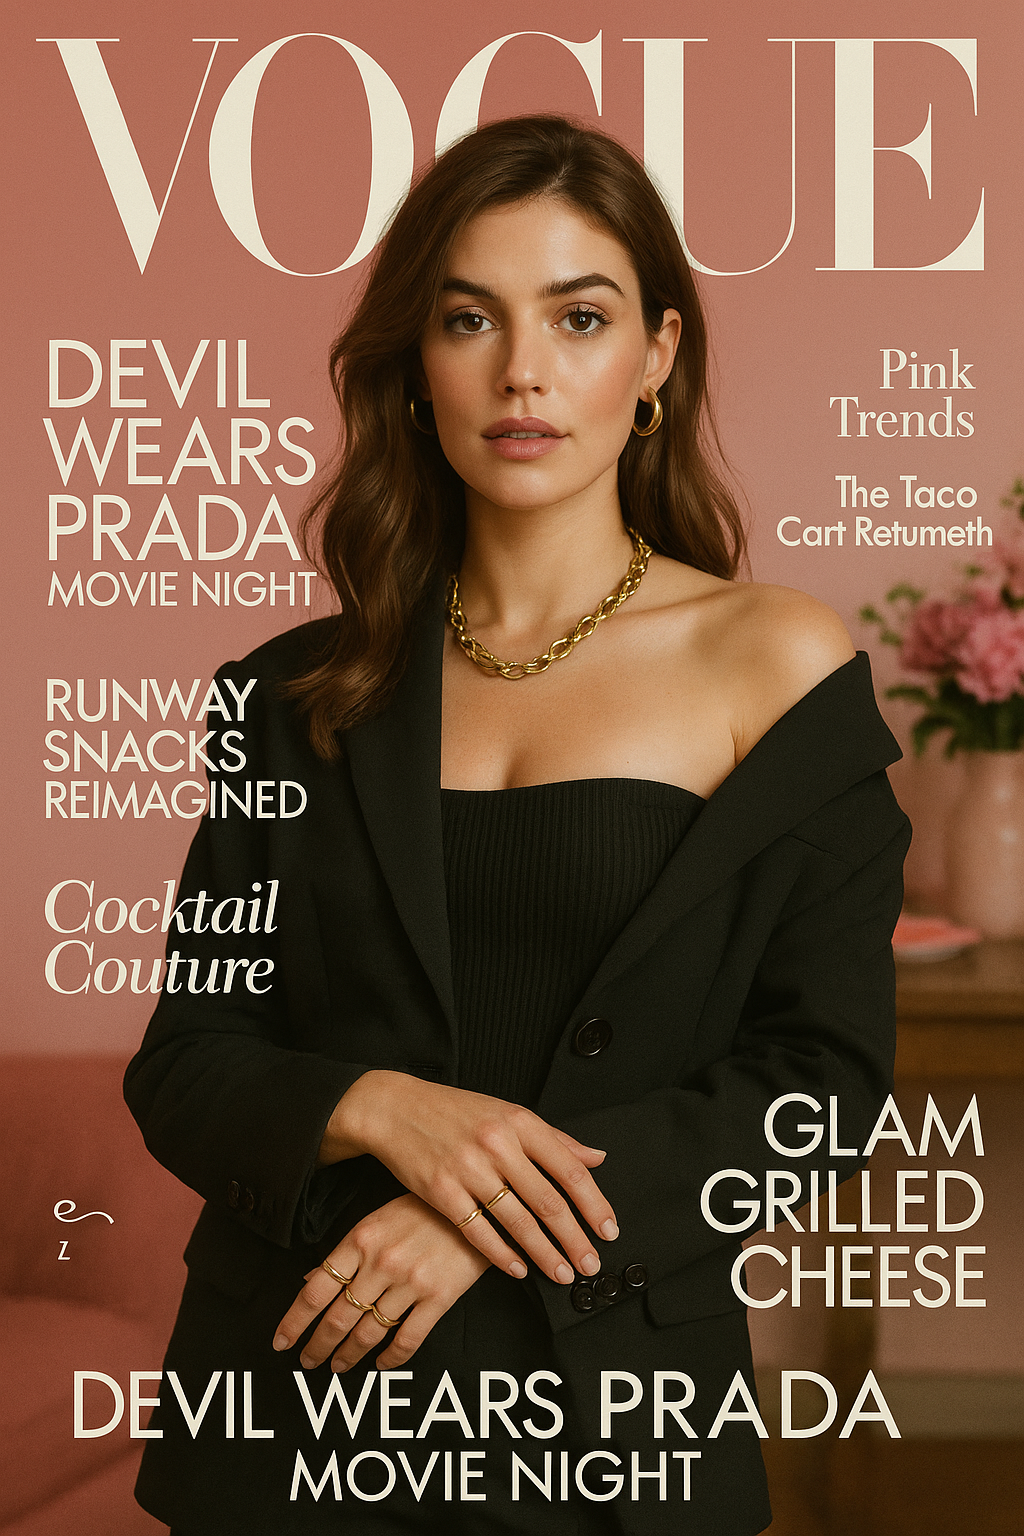 VOGUE
DEVIL
WEARS
PRADA
MOVIE NIGHT
Pink
Trends
The Taco
Cart Retumeth
RUNWAY
SNACKS
REIMAGINED
Cocktail
Couture
GLAM
GRILLED
CHEESE
e
z
DEVIL WEARS PRADA
MOVIE NIGHT